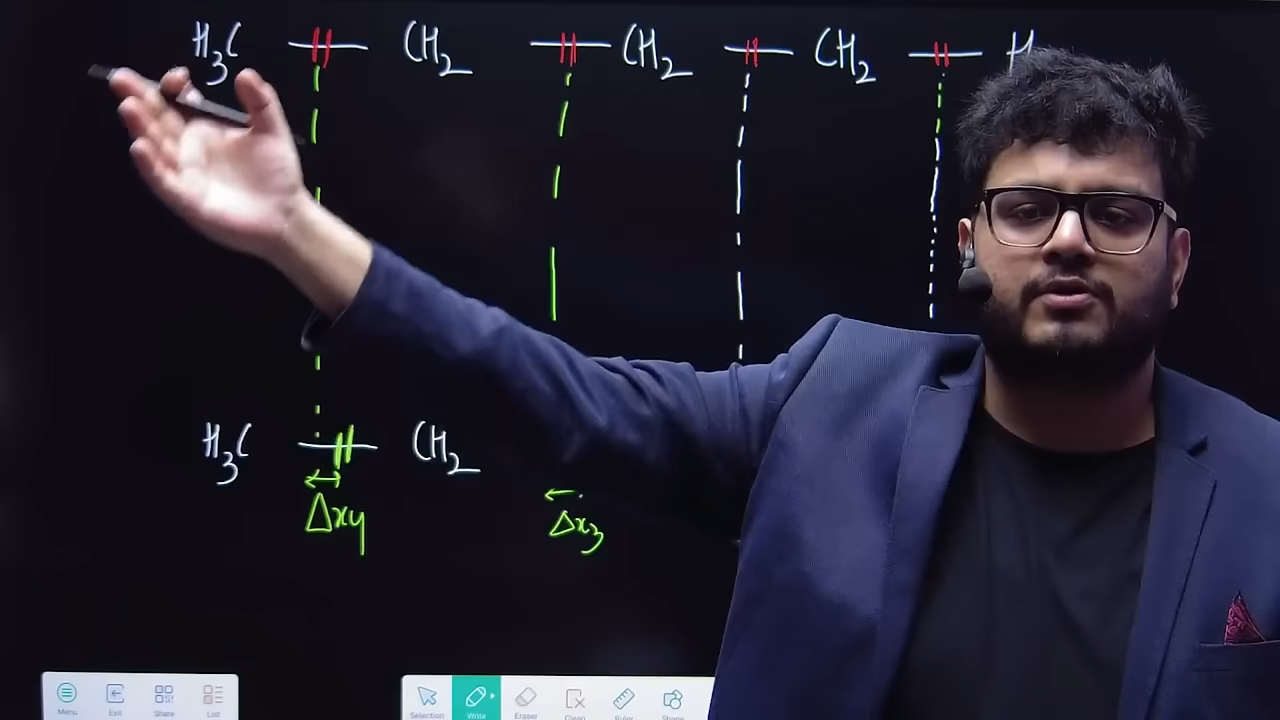 H₃C CH₂ CH₂ CH₂ H
H₃C CH₂
Δx₄ Δx₃
Menu Exit Share List Selection Write Eraser Clean Ruler Shape